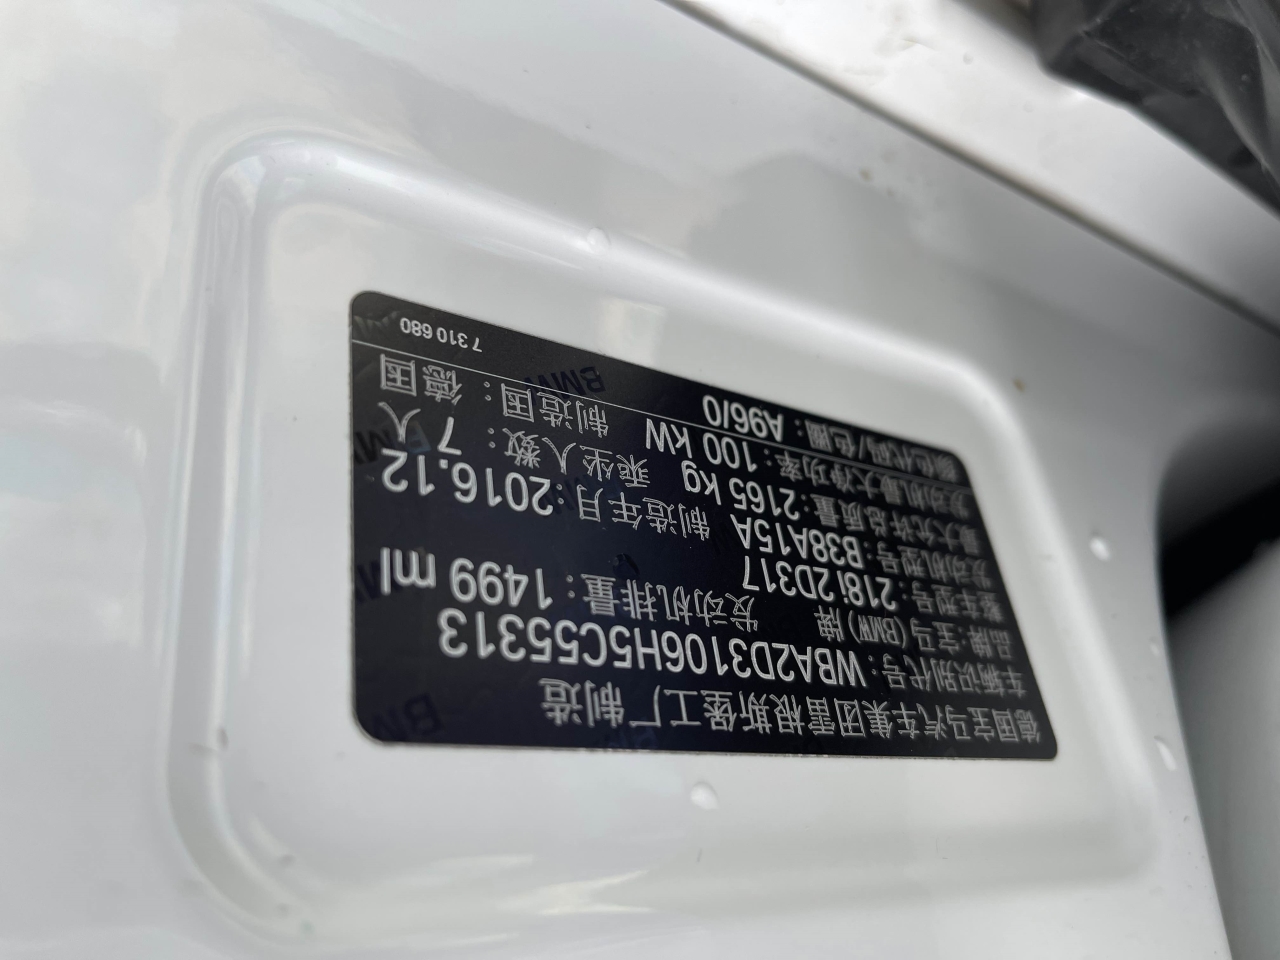 德国宝马汽车集团雷根斯堡工厂 制造
车辆识别代号：WBA2D3106H5C55313
品牌：宝马(BMW)牌 发动机排量：1499 ml
整车型号：218i 2D317
发动机型号：B38A15A 制造年月：2016.12
最大允许总质量：2165 kg 乘坐人数：7人
发动机最大净功率：100 kW 制造国：德国
颜色代码/色圈：A96/0
7 310 680